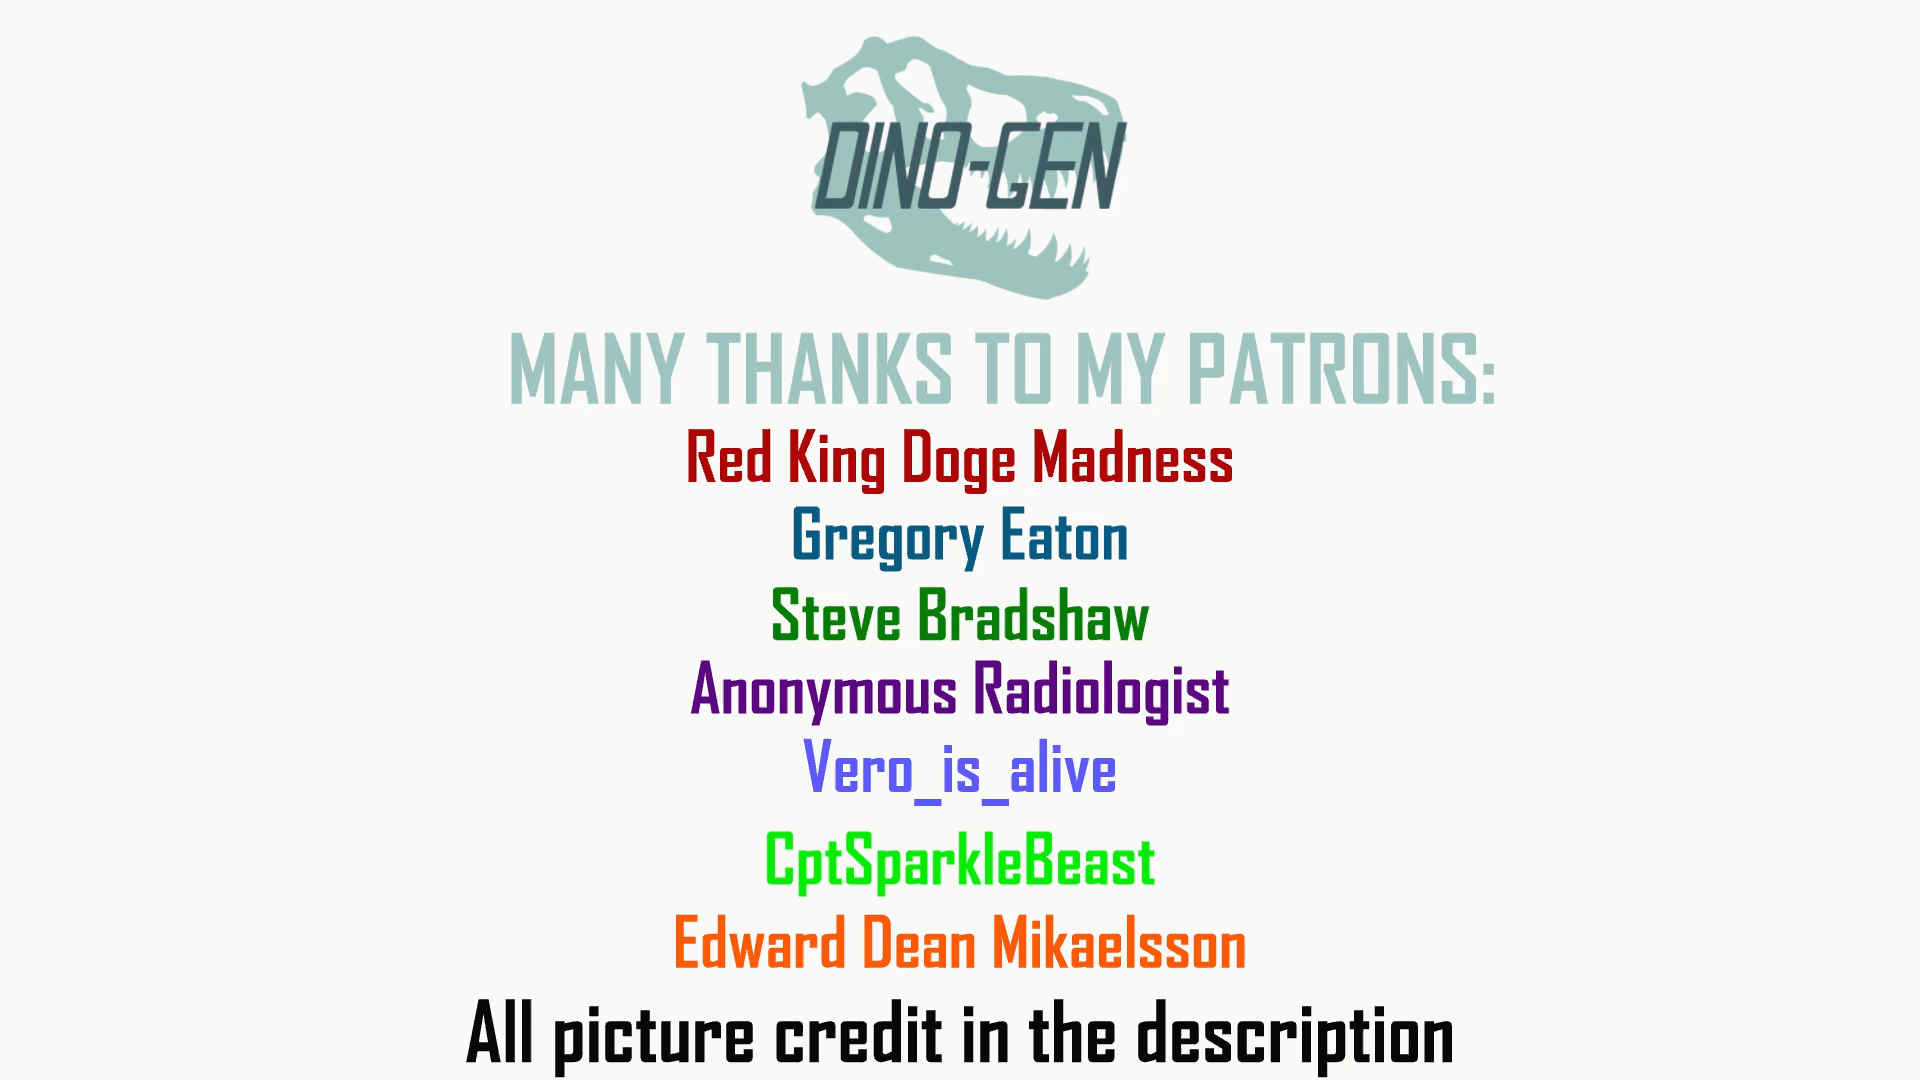 DINO-GEN
MANY THANKS TO MY PATRONS:
Red King Doge Madness
Gregory Eaton
Steve Bradshaw
Anonymous Radiologist
Vero_is_alive
CptSparkleBeast
Edward Dean Mikaelsson
All picture credit in the description